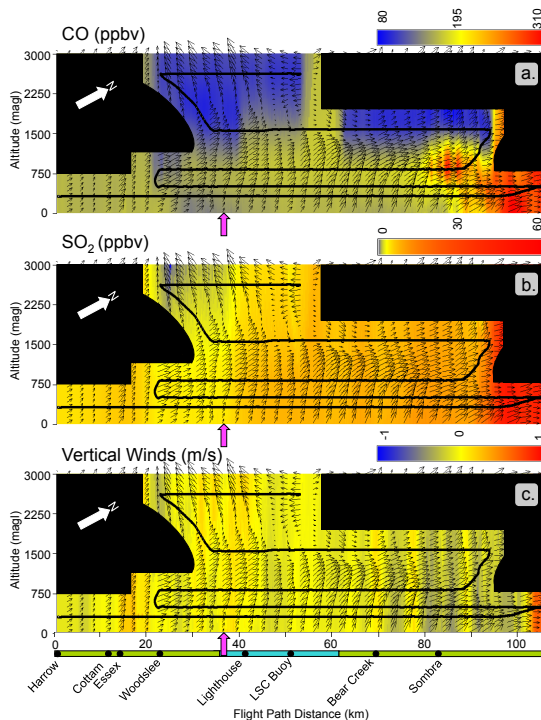 CO (ppbv)
80
195
310
a.
N
Altitude (magl)
3000
2250
1500
750
0
SO2 (ppbv)
0
30
60
b.
N
Altitude (magl)
3000
2250
1500
750
0
Vertical Winds (m/s)
-1
0
1
c.
N
Altitude (magl)
3000
2250
1500
750
0
0 20 40 60 80 100
Harrow
Cottam
Essex
Woodslee
Lighthouse
LSC Buoy
Bear Creek
Sombra
Flight Path Distance (km)